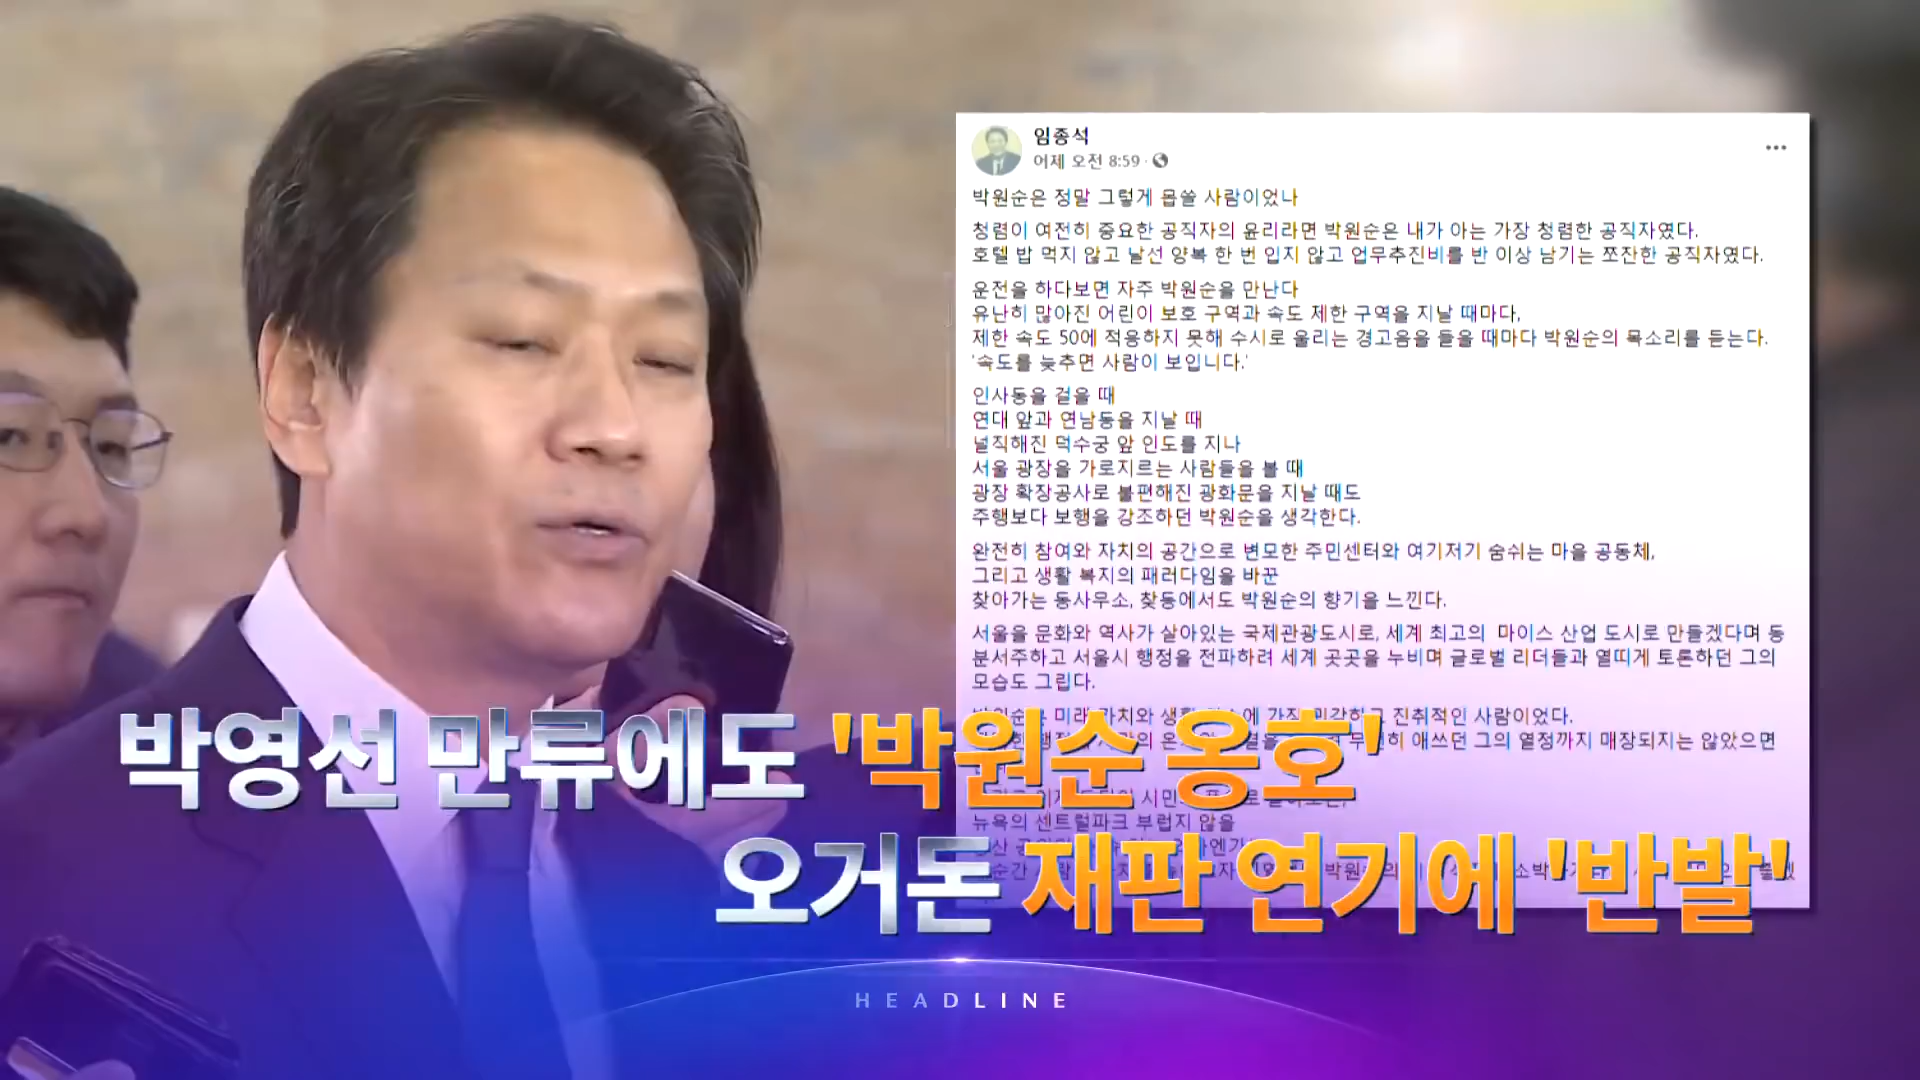 임종석
어제 오전 8:59
박원순은 정말 그렇게 몹쓸 사람이었나
청렴이 여전히 중요한 공직자의 윤리라면 박원순은 내가 아는 가장 청렴한 공직자였다.
호텔 밥 먹지 않고 날선 양복 한 번 입지 않고 업무추진비를 반 이상 남기는 쪼잔한 공직자였다.
운전을 하다보면 자주 박원순을 만난다
유난히 많아진 어린이 보호 구역과 속도 제한 구역을 지날 때마다,
제한 속도 50에 적응하지 못해 수시로 울리는 경고음을 들을 때마다 박원순의 목소리를 듣는다.
'속도를 늦추면 사람이 보입니다.'
인사동을 걸을 때
연대 앞과 연남동을 지날 때
널직해진 덕수궁 앞 인도를 지나
서울 광장을 가로지르는 사람들을 볼 때
광장 확장공사로 불편해진 광화문을 지날 때도
주행보다 보행을 강조하던 박원순을 생각한다.
완전히 참여와 자치의 공간으로 변모한 주민센터와 여기저기 숨쉬는 마을 공동체,
그리고 생활 복지의 패러다임을 바꾼
찾아가는 동사무소, 찾동에서도 박원순의 향기를 느낀다.
서울을 문화와 역사가 살아있는 국제관광도시로, 세계 최고의 마이스 산업 도시로 만들겠다며 동
분서주하고 서울시 행정을 전파하려 세계 곳곳을 누비며 글로벌 리더들과 열띠게 토론하던 그의
모습도 그립다.
미래 가치와 생활 진취적인 사람이었다.
애쓰던 그의 열정까지 매장되지는 않았으면
뉴욕의 센트럴파크 부럽지 않을
박영선 만류에도 '박원순 옹호'
오거돈 재판 연기에 '반발'
HEADLINE